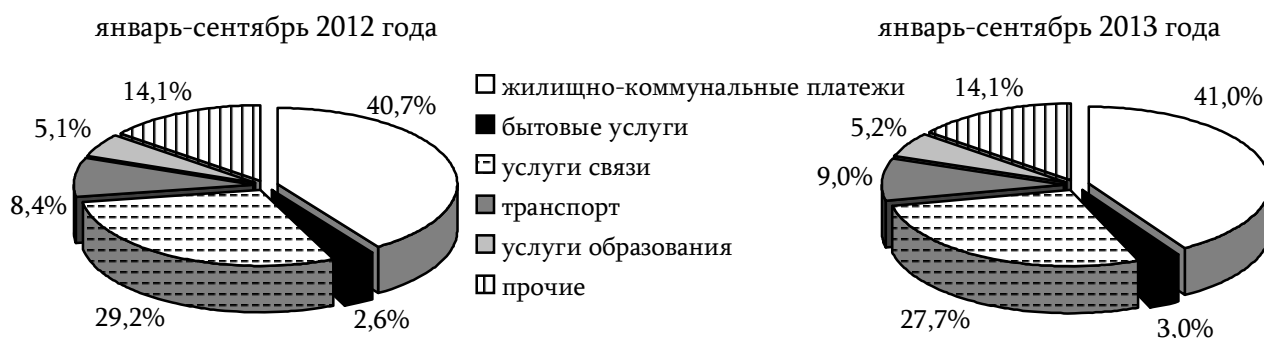 январь-сентябрь 2012 года
14,1%
40,7%
5,1%
8,4%
29,2%
2,6%
жилищно-коммунальные платежи
бытовые услуги
услуги связи
транспорт
услуги образования
прочие
январь-сентябрь 2013 года
14,1%
41,0%
5,2%
9,0%
27,7%
3,0%